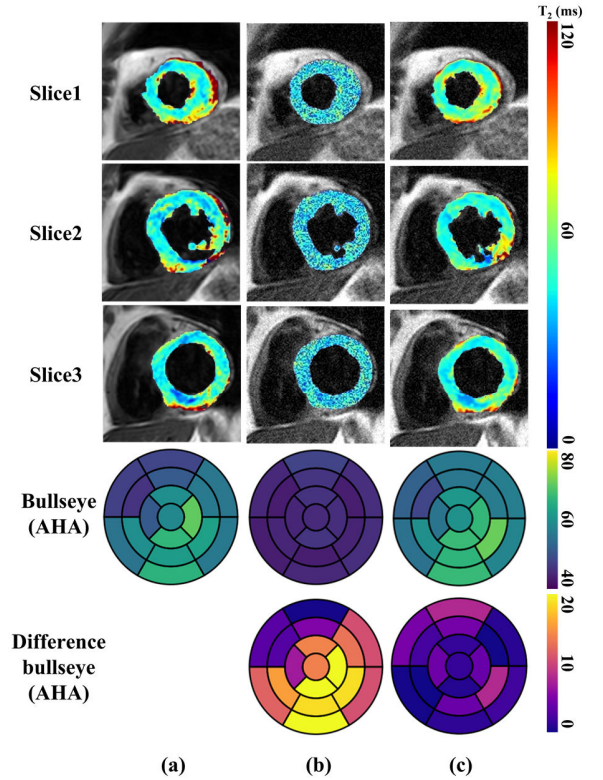 T2 (ms)
Slice1
120
Slice2
60
Slice3
0
Bullseye
(AHA)
80
60
40
Difference
bullseye
(AHA)
20
10
0
(a)
(b)
(c)